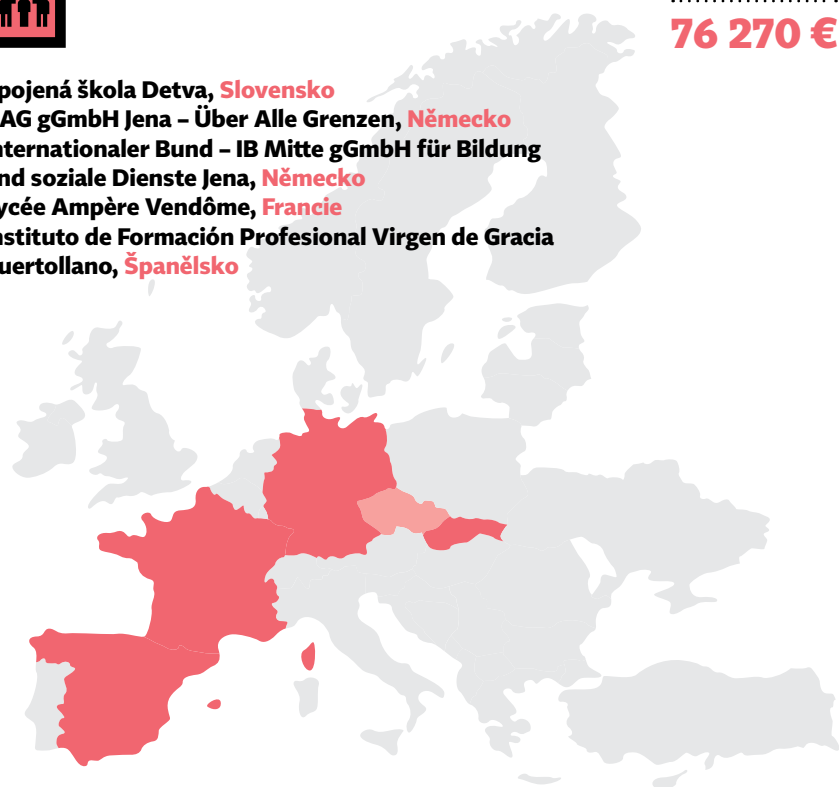 76 270 €
pojená škola Detva, Slovensko
AG gGmbH Jena – Über Alle Grenzen, Německo
nternationaler Bund – IB Mitte gGmbH für Bildung
nd soziale Dienste Jena, Německo
ycée Ampère Vendôme, Francie
nstituto de Formación Profesional Virgen de Gracia
uertollano, Španělsko